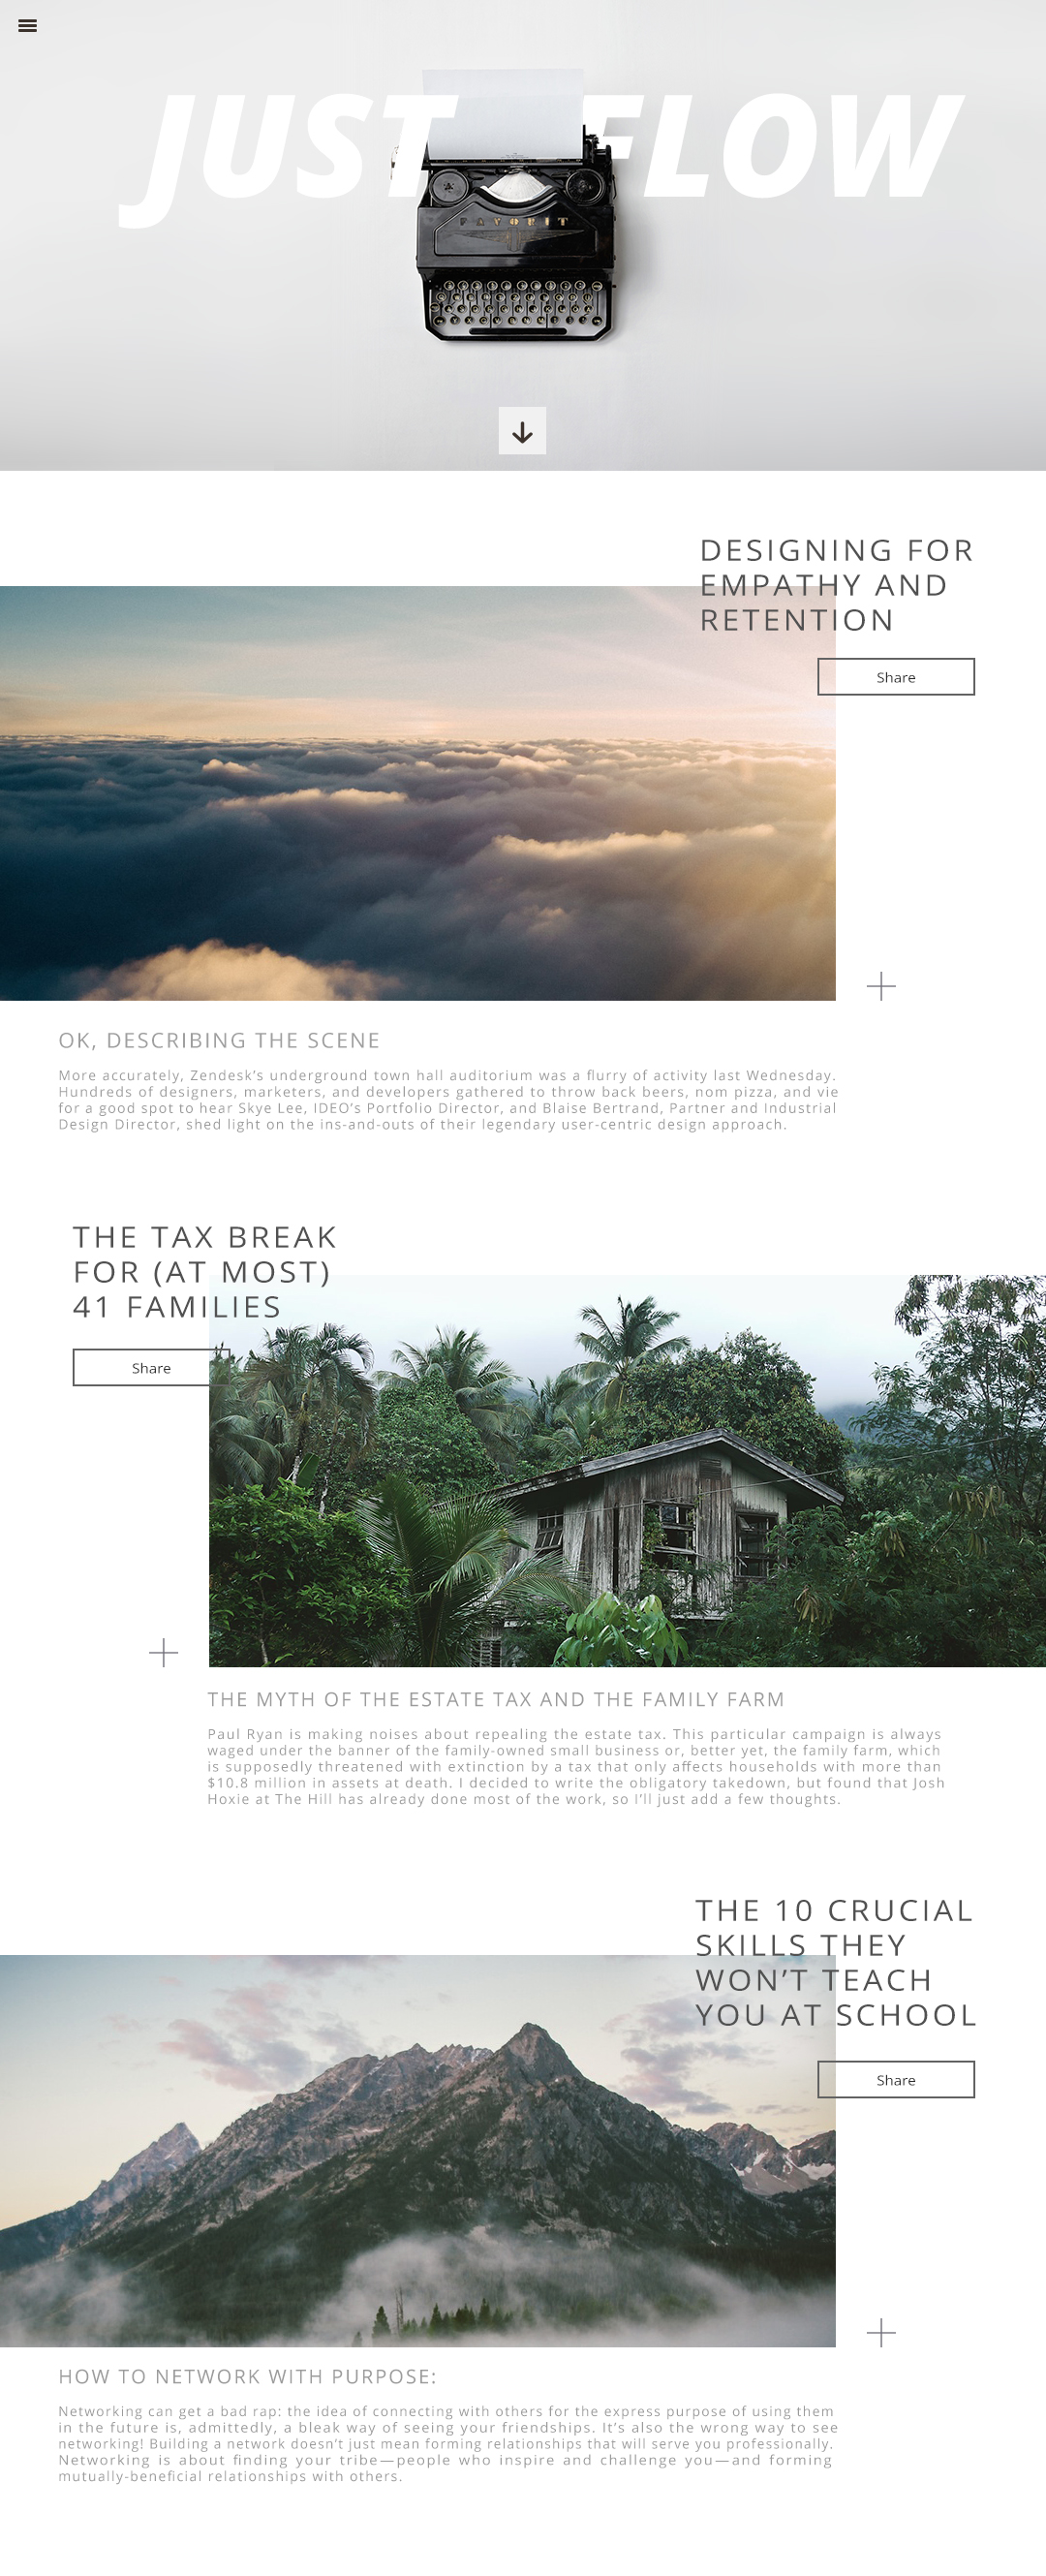 JUST FLOW
FAVORIT
DESIGNING FOR
EMPATHY AND
RETENTION
Share
OK, DESCRIBING THE SCENE
More accurately, Zendesk’s underground town hall auditorium was a flurry of activity last Wednesday.
Hundreds of designers, marketers, and developers gathered to throw back beers, nom pizza, and vie
for a good spot to hear Skye Lee, IDEO’s Portfolio Director, and Blaise Bertrand, Partner and Industrial
Design Director, shed light on the ins-and-outs of their legendary user-centric design approach.
THE TAX BREAK
FOR (AT MOST)
41 FAMILIES
Share
THE MYTH OF THE ESTATE TAX AND THE FAMILY FARM
Paul Ryan is making noises about repealing the estate tax. This particular campaign is always
waged under the banner of the family-owned small business or, better yet, the family farm, which
is supposedly threatened with extinction by a tax that only affects households with more than
$10.8 million in assets at death. I decided to write the obligatory takedown, but found that Josh
Hoxie at The Hill has already done most of the work, so I’ll just add a few thoughts.
THE 10 CRUCIAL
SKILLS THEY
WON’T TEACH
YOU AT SCHOOL
Share
HOW TO NETWORK WITH PURPOSE:
Networking can get a bad rap: the idea of connecting with others for the express purpose of using them
in the future is, admittedly, a bleak way of seeing your friendships. It’s also the wrong way to see
networking! Building a network doesn’t just mean forming relationships that will serve you professionally.
Networking is about finding your tribe—people who inspire and challenge you—and forming
mutually-beneficial relationships with others.